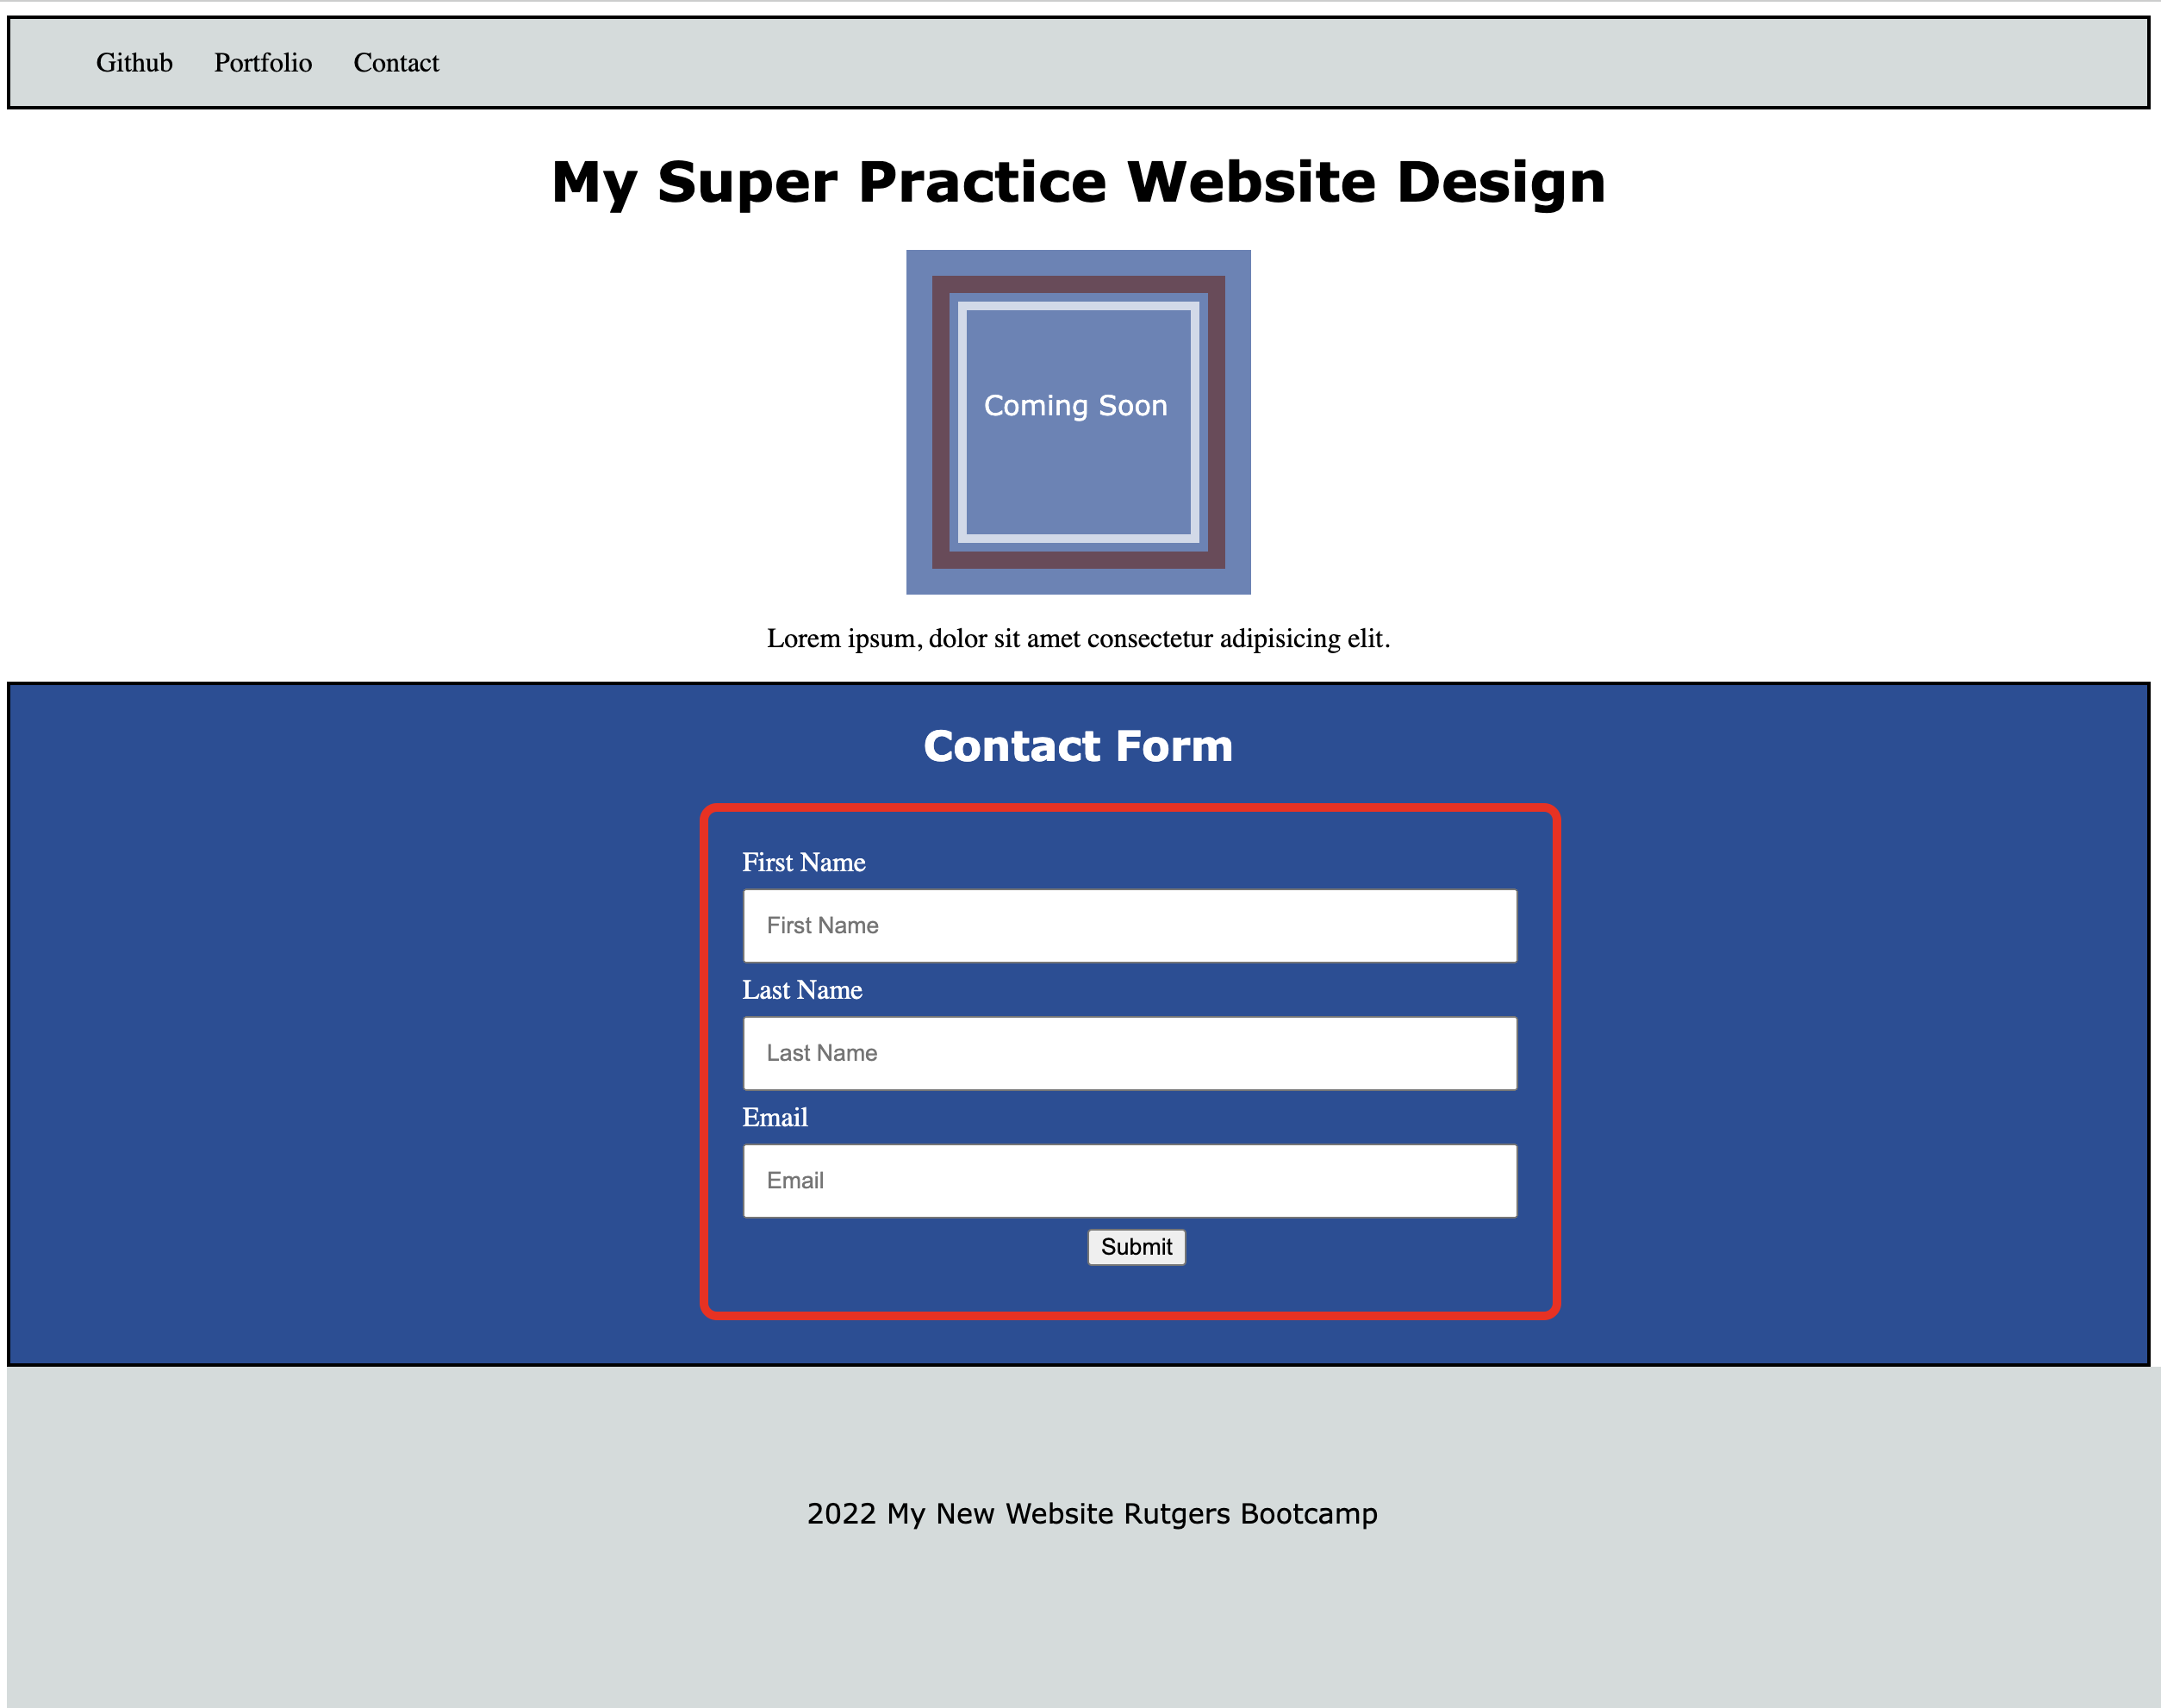 Github Portfolio Contact
My Super Practice Website Design
Coming Soon
Lorem ipsum, dolor sit amet consectetur adipisicing elit.
Contact Form
First Name
First Name
Last Name
Last Name
Email
Email
Submit
2022 My New Website Rutgers Bootcamp